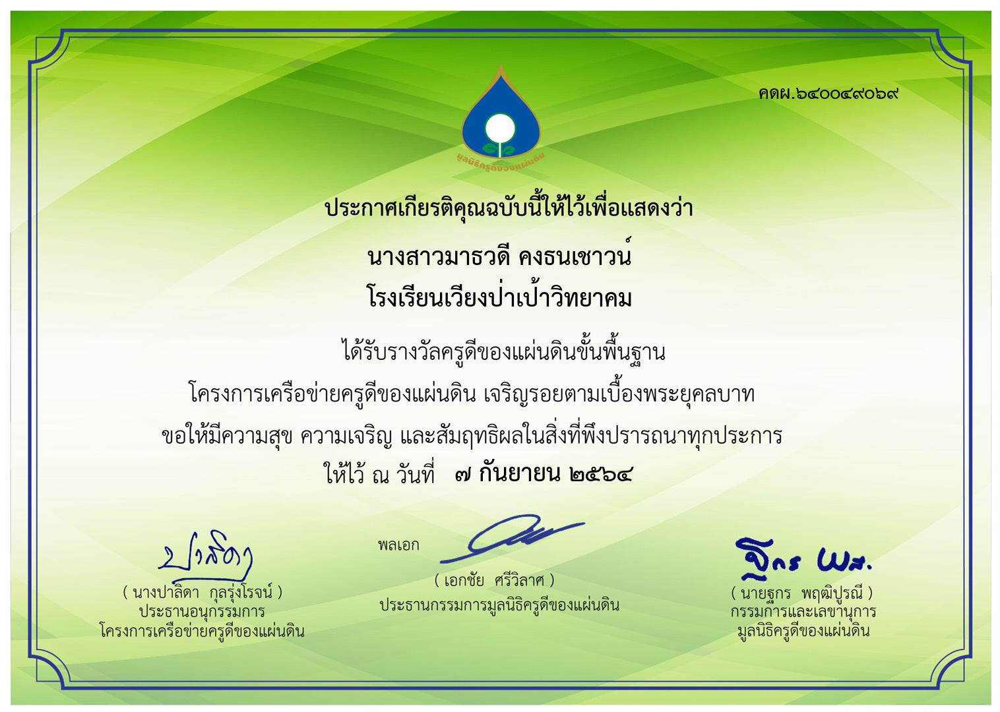 คดผ.๖๔๐๐๔๙๐๖๙
มูลนิธิครูดีของแผ่นดิน
ประกาศเกียรติคุณฉบับนี้ให้ไว้เพื่อแสดงว่า
นางสาวมาธวดี คงธนเชาวน์
โรงเรียนเวียงป่าเป้าวิทยาคม
ได้รับรางวัลครูดีของแผ่นดินขั้นพื้นฐาน
โครงการเครือข่ายครูดีของแผ่นดิน เจริญรอยตามเบื้องพระยุคลบาท
ขอให้มีความสุข ความเจริญ และสัมฤทธิผลในสิ่งที่พึงปรารถนาทุกประการ
ให้ไว้ ณ วันที่ ๗ กันยายน ๒๕๖๔
ปาลิดา
( นางปาลิดา กุลรุ่งโรจน์ )
ประธานอนุกรรมการ
โครงการเครือข่ายครูดีของแผ่นดิน
พลเอก
( เอกชัย ศรีวิลาศ )
ประธานกรรมการมูลนิธิครูดีของแผ่นดิน
ฐกร
( นายฐกร พฤฒิปูรณี )
กรรมการและเลขานุการ
มูลนิธิครูดีของแผ่นดิน